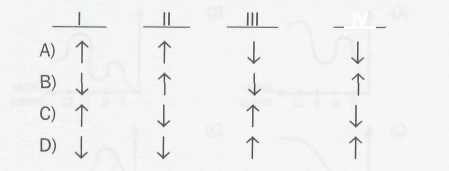 I II III IV
A) ↑ ↑ ↓ ↓
B) ↓ ↑ ↓ ↑
C) ↑ ↓ ↑ ↓
D) ↓ ↓ ↑ ↑